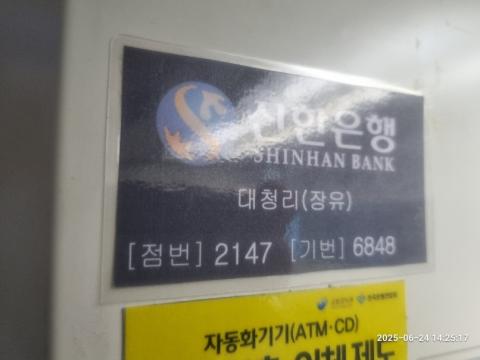 신한은행
SHINHAN BANK
대청리(장유)
[점번] 2147 [기번] 6848
자동화기기(ATM·CD)
2025-06-24 14:25:17